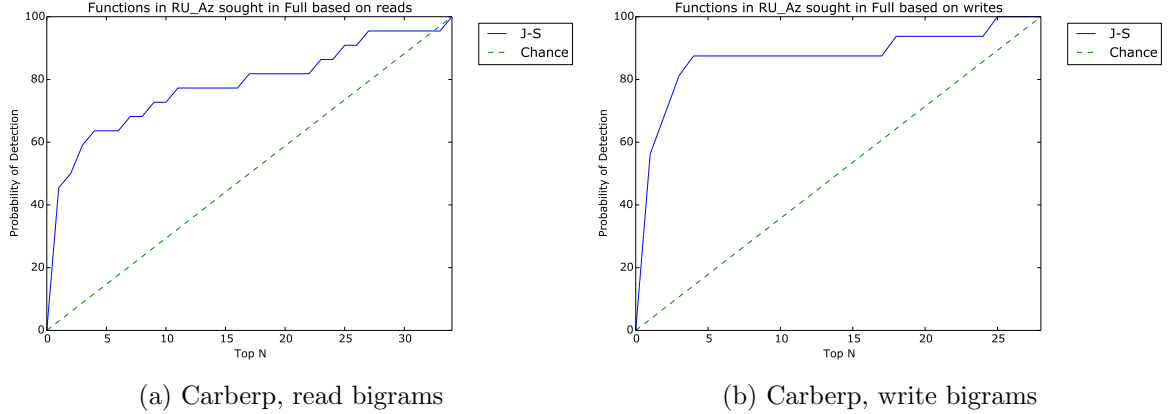 Functions in RU_Az sought in Full based on reads
100
80
60
40
20
0
0 5 10 15 20 25 30
Probability of Detection
Top N
J-S
Chance
(a) Carberp, read bigrams
Functions in RU_Az sought in Full based on writes
100
80
60
40
20
0
0 5 10 15 20 25
Probability of Detection
Top N
J-S
Chance
(b) Carberp, write bigrams